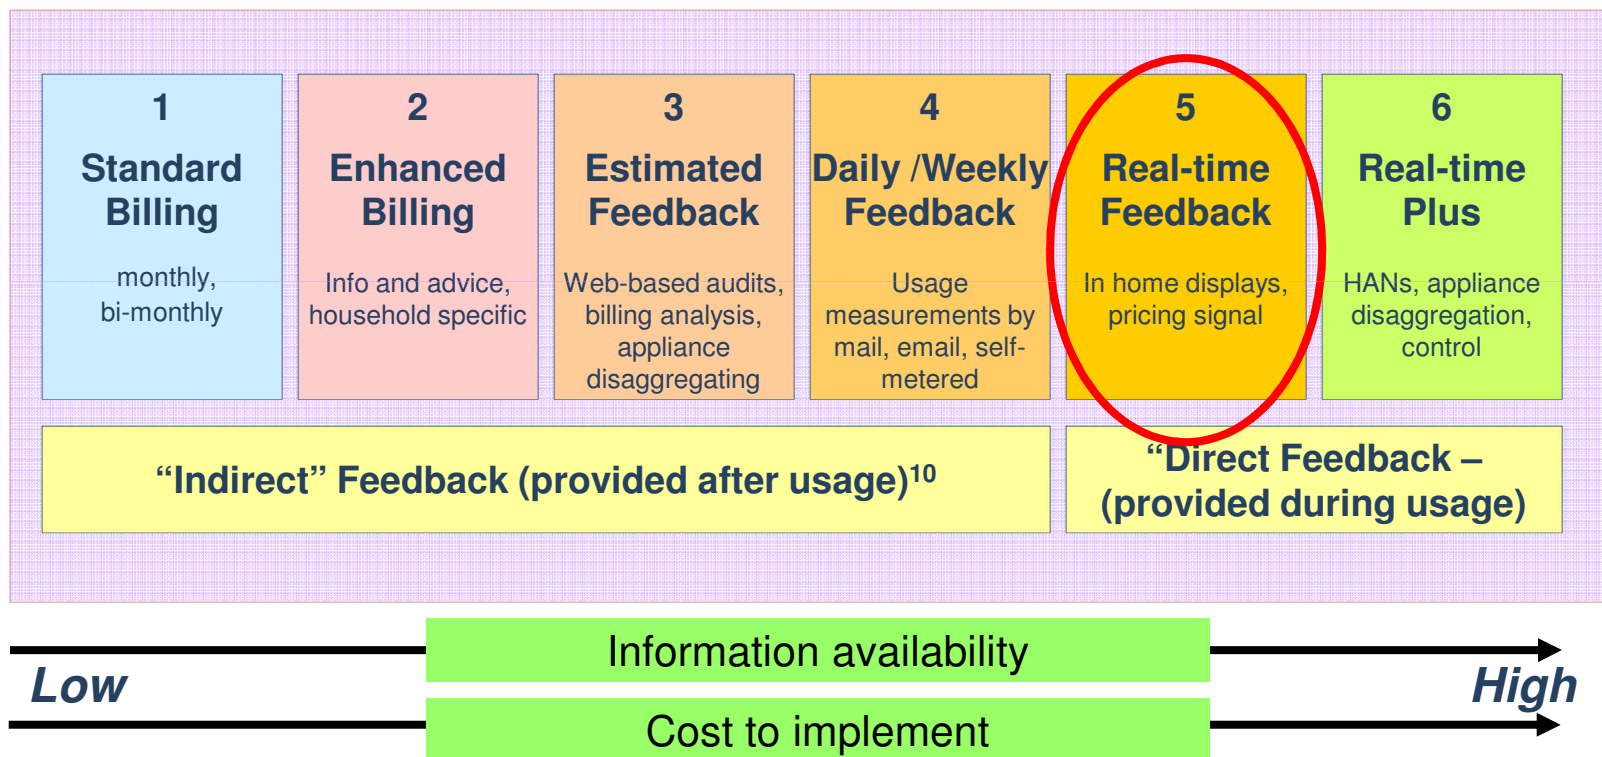 1
Standard
Billing
monthly,
bi-monthly
2
Enhanced
Billing
Info and advice,
household specific
3
Estimated
Feedback
Web-based audits,
billing analysis,
appliance
disaggregating
4
Daily /Weekly
Feedback
Usage
measurements by
mail, email, self-
metered
5
Real-time
Feedback
In home displays,
pricing signal
6
Real-time
Plus
HANs, appliance
disaggregation,
control
“Indirect” Feedback (provided after usage)¹⁰
“Direct Feedback –
(provided during usage)
Information availability
Low
High
Cost to implement